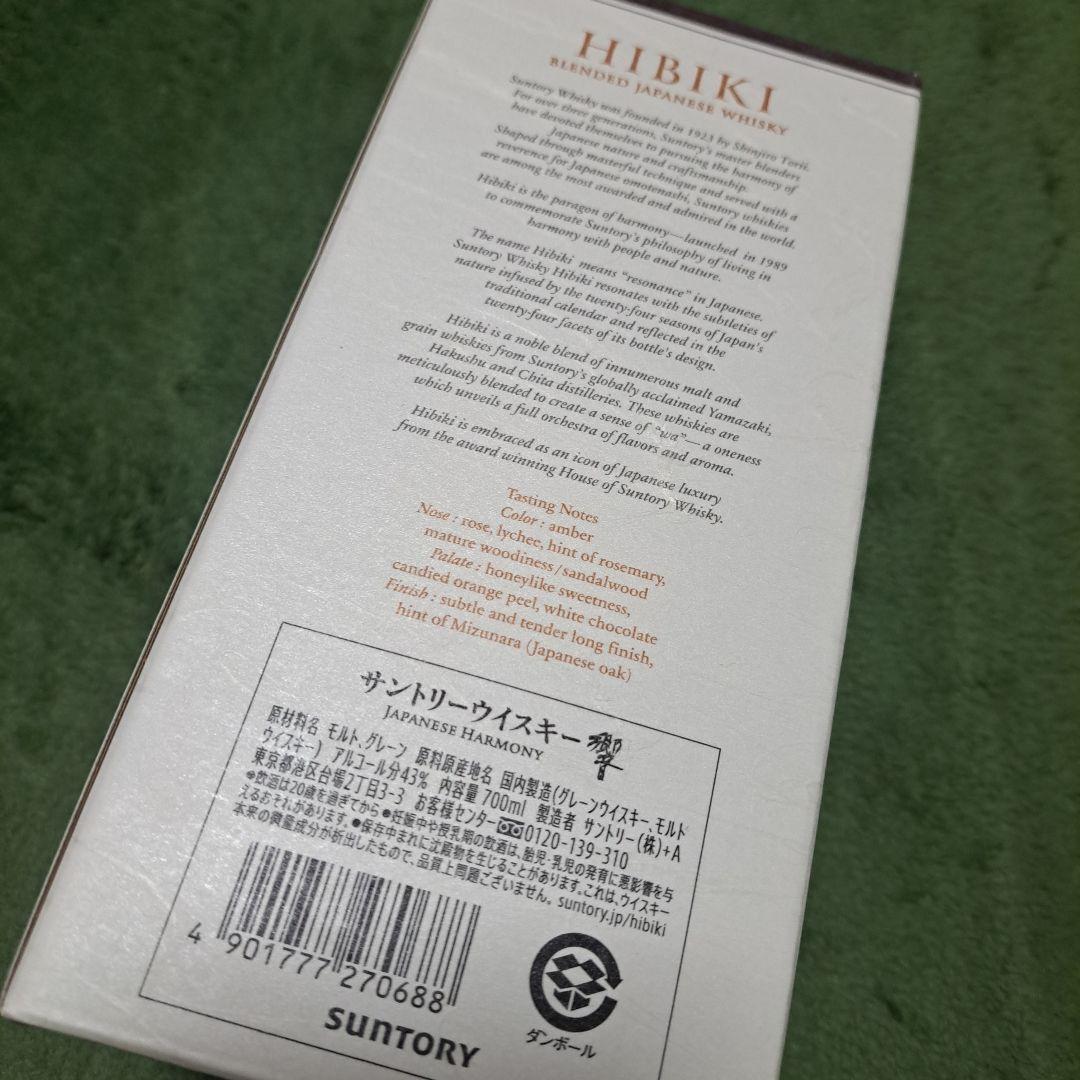 HIBIKI
BLENDED JAPANESE WHISKY
Suntory Whisky was founded in 1923 by Shinjiro Torii.
For over three generations, Suntory's master blenders
have devoted themselves to pursuing the harmony of
Japanese nature and craftsmanship.
Shaped through masterful technique and served with a
reverence for Japanese omotenashi, Suntory whiskies
are among the most awarded and admired in the world.
Hibiki is the paragon of harmony—launched in 1989
to commemorate Suntory's philosophy of living in
harmony with people and nature.
The name Hibiki means "resonance" in Japanese.
Suntory Whisky Hibiki resonates with the subtleties of
nature infused by the twenty-four seasons of Japan's
traditional calendar and reflected in the
twenty-four facets of its bottle's design.
Hibiki is a noble blend of innumerous malt and
grain whiskies from Suntory's globally acclaimed Yamazaki,
Hakushu and Chita distilleries. These whiskies are
meticulously blended to create a sense of "wa"—a oneness
which unveils a full orchestra of flavors and aroma.
Hibiki is embraced as an icon of Japanese luxury
from the award winning House of Suntory Whisky.
Tasting Notes
Color : amber
Nose : rose, lychee, hint of rosemary,
mature woodiness/sandalwood
Palate : honeylike sweetness,
candied orange peel, white chocolate
Finish : subtle and tender long finish,
hint of Mizunara (Japanese oak)
サントリーウイスキー 響
JAPANESE HARMONY
原材料名 モルト、グレーン 原料原産地名 国内製造(グレーンウイスキー、モルト
ウイスキー) アルコール分43% 内容量 700ml 製造者 サントリー(株)+A
東京都港区台場2丁目3-3 お客様センター 0120-139-310
●飲酒は20歳を過ぎてから●妊娠中や授乳期の飲酒は、胎児・乳児の発育に悪影響を与
えるおそれがあります。●保存中まれに沈殿物を生じることがあります。これは、ウイスキー
本来の微量成分が析出したもので、品質上問題ございません。suntory.jp/hibiki
4 901777 270688
SUNTORY
ダンボール